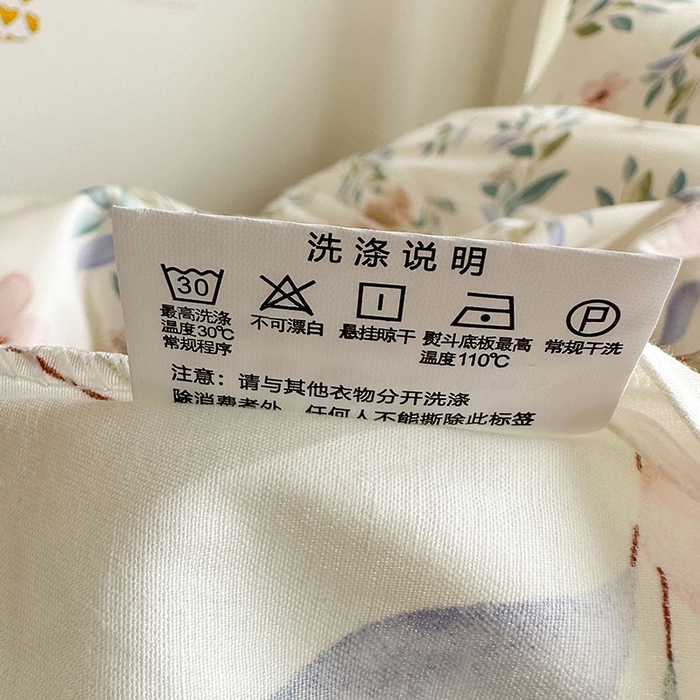 洗涤说明
30
最高洗涤
温度30℃
常规程序
不可漂白
悬挂晾干
熨斗底板最高
温度110℃
P
常规干洗
注意：请与其他衣物分开洗涤
除消费者外，任何人不能撕除此标签